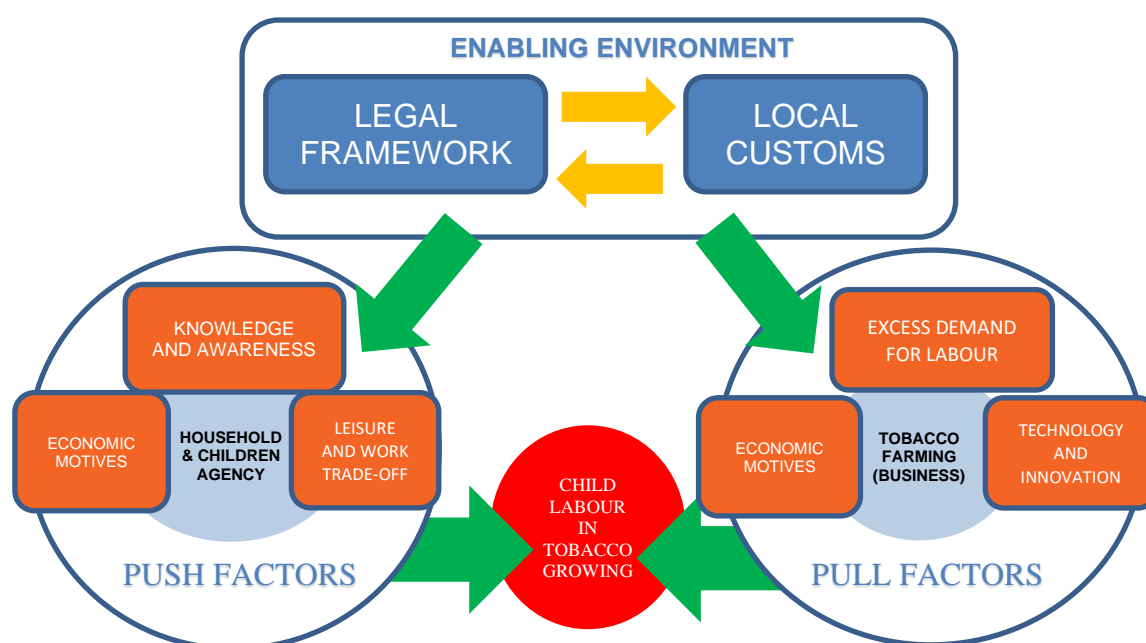 ENABLING ENVIRONMENT
LEGAL
FRAMEWORK
LOCAL
CUSTOMS
KNOWLEDGE
AND AWARENESS
ECONOMIC
MOTIVES
HOUSEHOLD
& CHILDREN
AGENCY
LEISURE
AND WORK
TRADE-OFF
PUSH FACTORS
CHILD
LABOUR
IN
TOBACCO
GROWING
EXCESS DEMAND
FOR LABOUR
ECONOMIC
MOTIVES
TOBACCO
FARMING
(BUSINESS)
TECHNOLOGY
AND
INNOVATION
PULL FACTORS